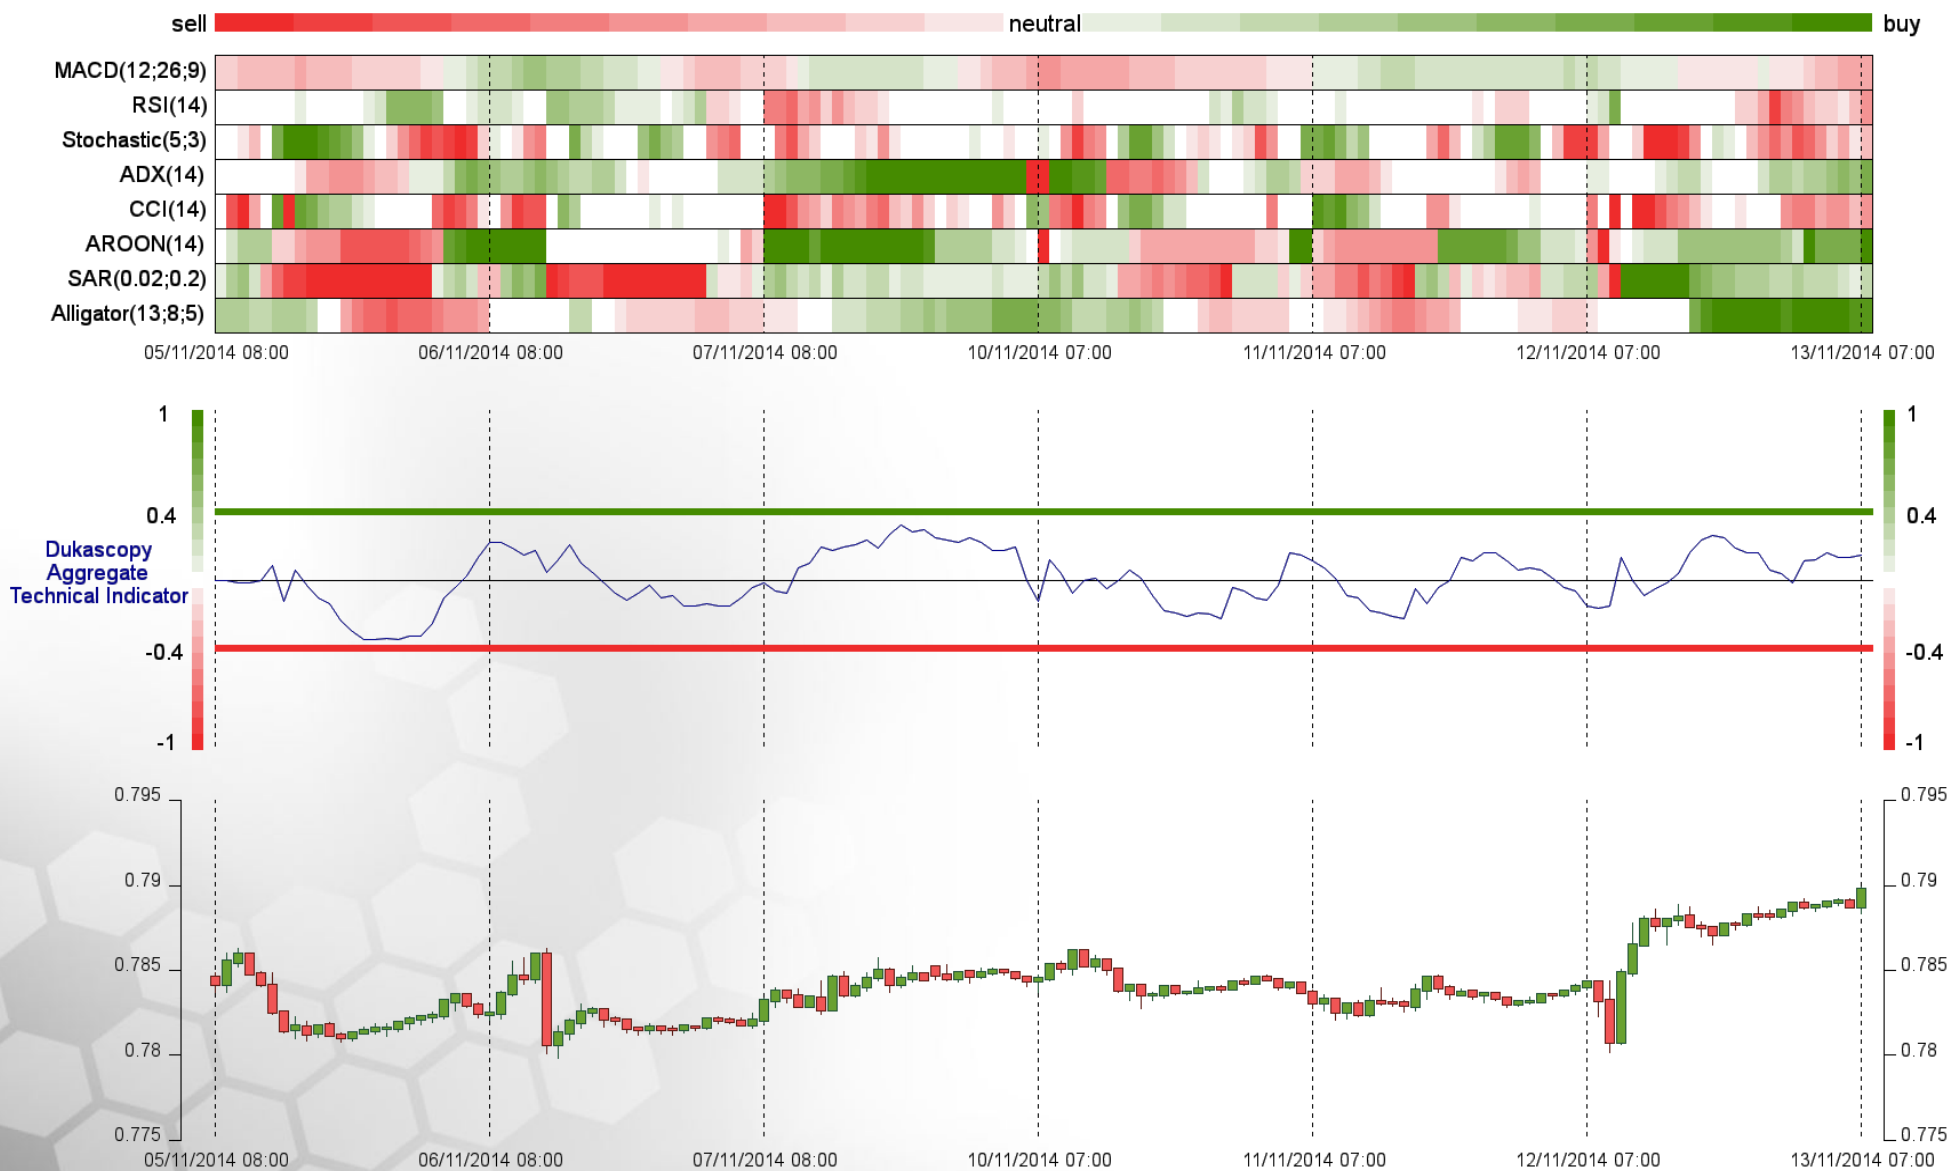 sell neutral buy
MACD(12;26;9)
RSI(14)
Stochastic(5;3)
ADX(14)
CCI(14)
AROON(14)
SAR(0.02;0.2)
Alligator(13;8;5)
05/11/2014 08:00 06/11/2014 08:00 07/11/2014 08:00 10/11/2014 07:00 11/11/2014 07:00 12/11/2014 07:00 13/11/2014 07:00
1 1
0.4 0.4
Dukascopy
Aggregate
Technical Indicator
-0.4 -0.4
-1 -1
0.795 0.795
0.79 0.79
0.785 0.785
0.78 0.78
0.775 0.775
05/11/2014 08:00 06/11/2014 08:00 07/11/2014 08:00 10/11/2014 07:00 11/11/2014 07:00 12/11/2014 07:00 13/11/2014 07:00